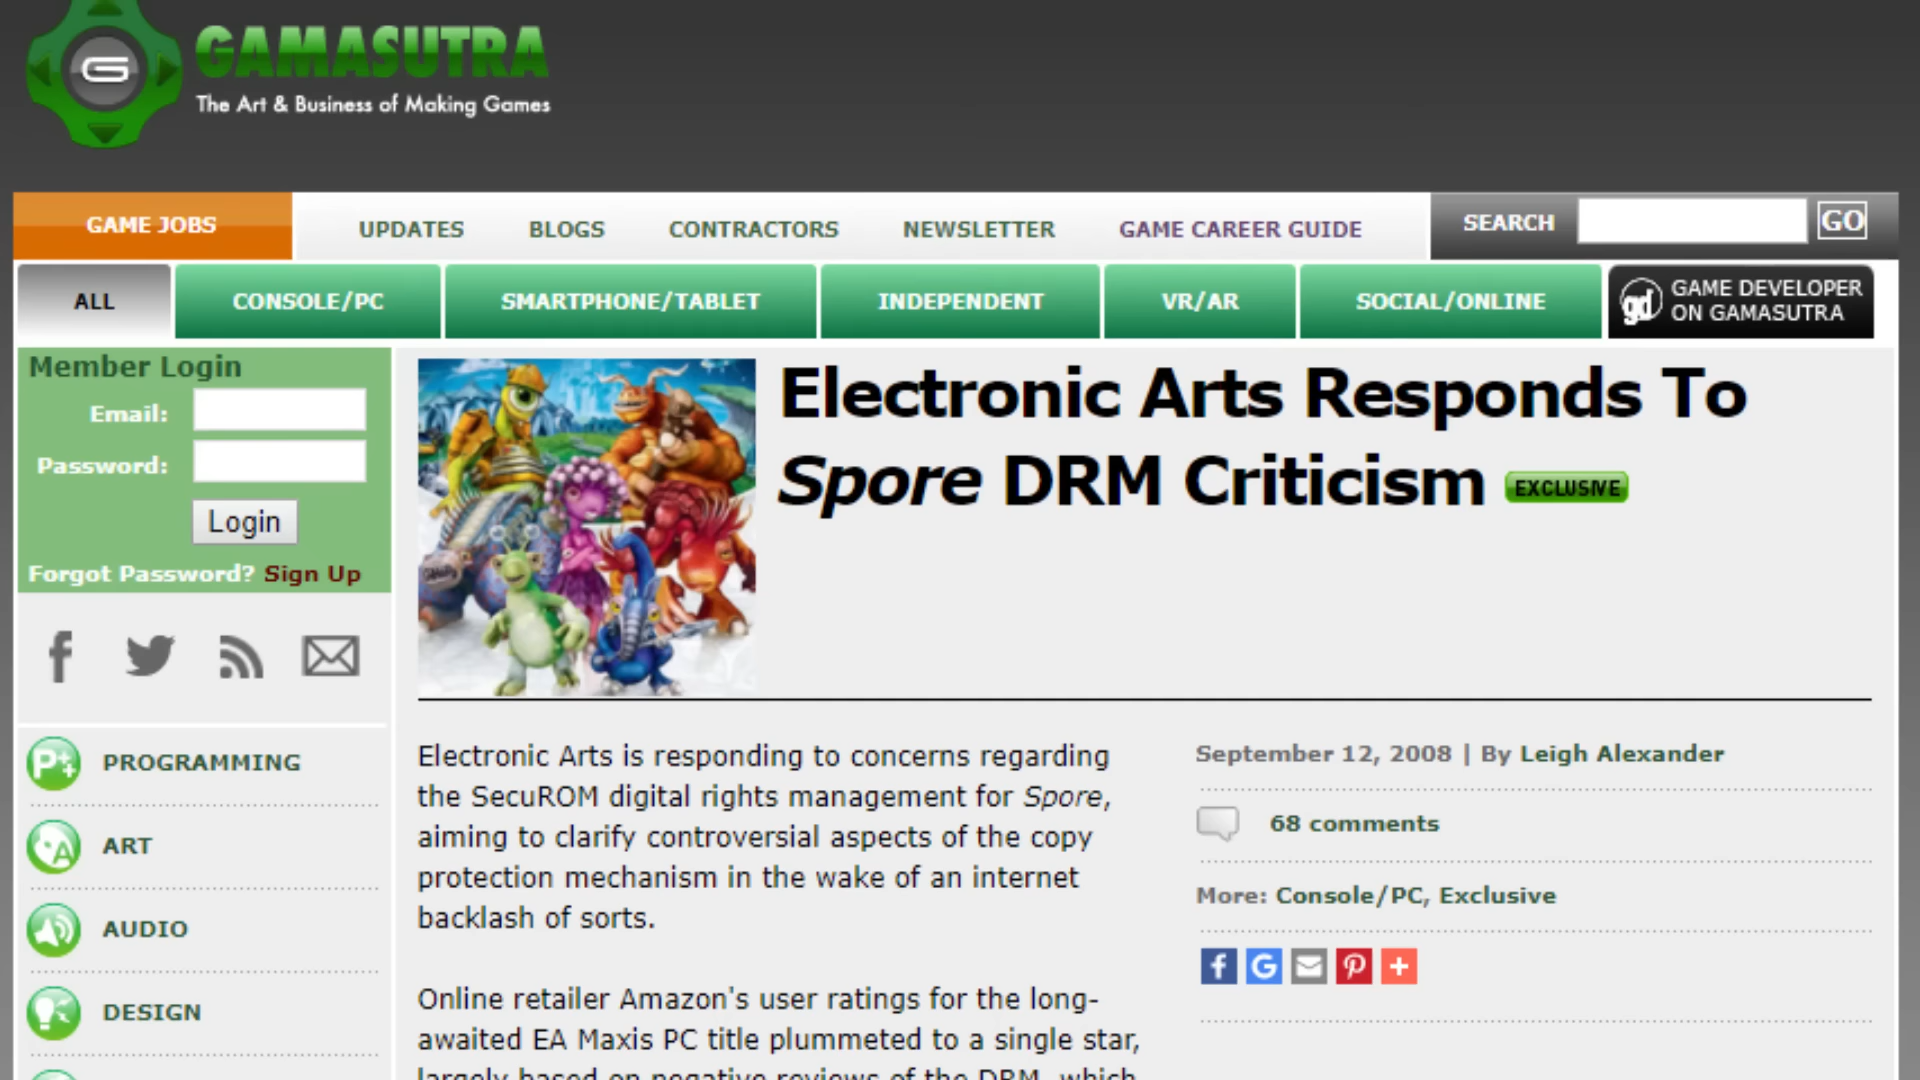 GAMASUTRA
The Art & Business of Making Games
GAME JOBS
UPDATES
BLOGS
CONTRACTORS
NEWSLETTER
GAME CAREER GUIDE
SEARCH
GO
ALL
CONSOLE/PC
SMARTPHONE/TABLET
INDEPENDENT
VR/AR
SOCIAL/ONLINE
gd
GAME DEVELOPER
ON GAMASUTRA
Member Login
Email:
Password:
Login
Forgot Password? Sign Up
PROGRAMMING
ART
AUDIO
DESIGN
Electronic Arts Responds To
Spore DRM Criticism EXCLUSIVE
Electronic Arts is responding to concerns regarding
the SecuROM digital rights management for Spore,
aiming to clarify controversial aspects of the copy
protection mechanism in the wake of an internet
backlash of sorts.
Online retailer Amazon's user ratings for the long-
awaited EA Maxis PC title plummeted to a single star,
largely based on negative reviews of the DRM, which
September 12, 2008 | By Leigh Alexander
68 comments
More: Console/PC, Exclusive